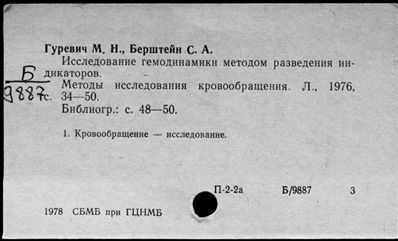 Гуревич М. Н., Берштейн С. А.
Исследование гемодинамики методом разведения ин-
дикаторов.
Б
9887
Методы исследования кровообращения. Л., 1976,
с. 34—50.
Библиогр.: с. 48—50.
1. Кровообращение — исследование.
П-2-2а Б/9887 3
1978 СБМБ при ГЦНМБ